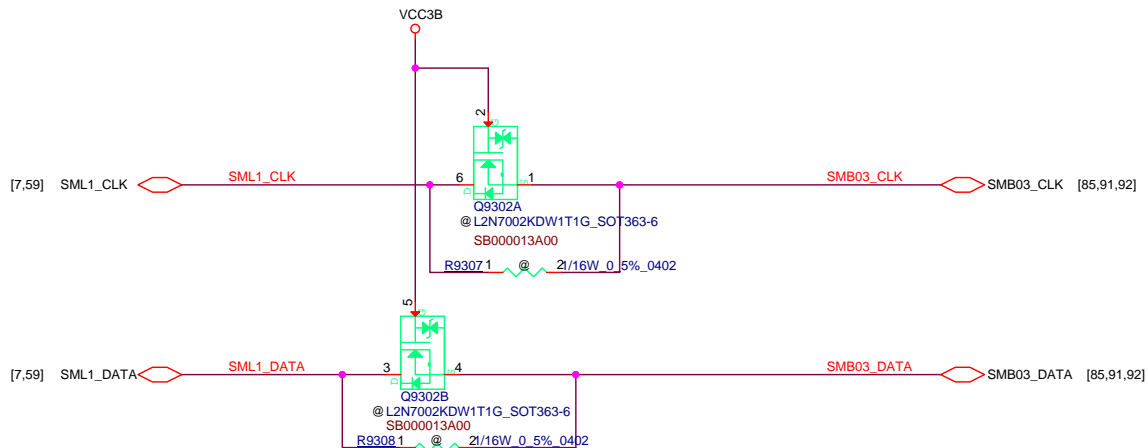 VCC3B
2
G
[7,59] SML1_CLK SML1_CLK 6 1 SMB03_CLK SMB03_CLK [85,91,92]
D S
Q9302A
@ L2N7002KDW1T1G_SOT363-6
SB000013A00
R9307 1 @ 2 1/16W_0_5%_0402
5
G
[7,59] SML1_DATA SML1_DATA 3 4 SMB03_DATA SMB03_DATA [85,91,92]
D S
Q9302B
@ L2N7002KDW1T1G_SOT363-6
SB000013A00
R9308 1 @ 2 1/16W_0_5%_0402